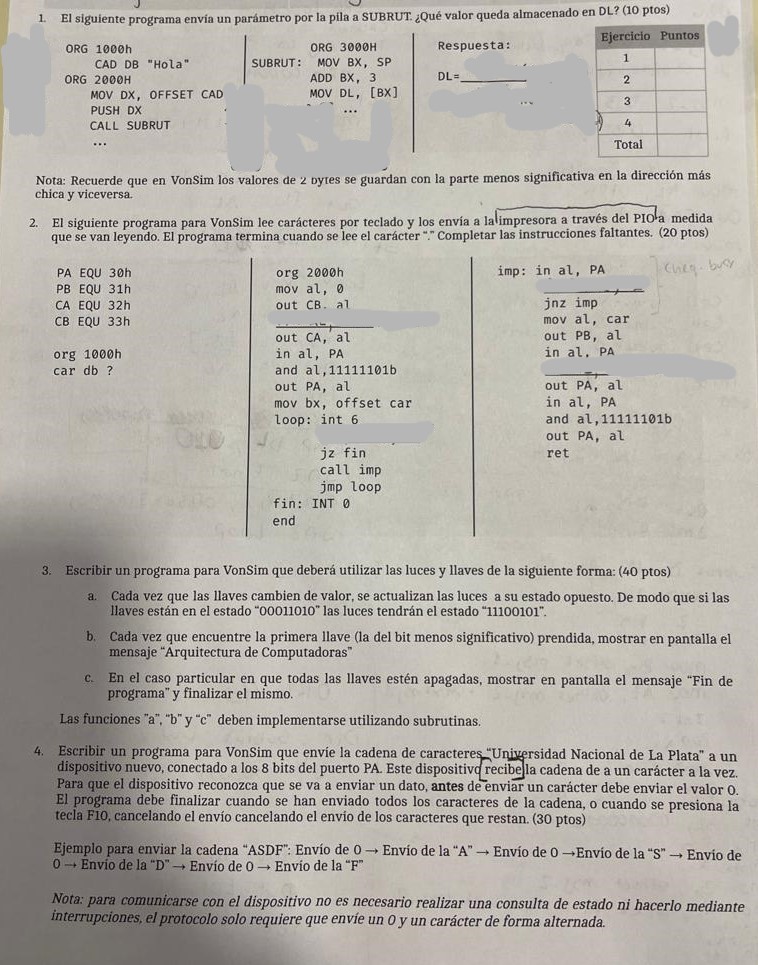 1. El siguiente programa envía un parámetro por la pila a SUBRUT. ¿Qué valor queda almacenado en DL? (10 ptos)
ORG 1000h
CAD DB "Hola"
ORG 2000H
MOV DX, OFFSET CAD
PUSH DX
CALL SUBRUT
...
ORG 3000H
SUBRUT: MOV BX, SP
ADD BX, 3
MOV DL, [BX]
...
Respuesta:
DL=________
...
Ejercicio Puntos
1
2
3
4
Total
Nota: Recuerde que en VonSim los valores de 2 bytes se guardan con la parte menos significativa en la dirección más
chica y viceversa.
2. El siguiente programa para VonSim lee carácteres por teclado y los envía a la impresora a través del PIO a medida
que se van leyendo. El programa termina cuando se lee el carácter "." Completar las instrucciones faltantes. (20 ptos)
PA EQU 30h
PB EQU 31h
CA EQU 32h
CB EQU 33h
org 1000h
car db ?
org 2000h
mov al, 0
out CB, al
out CA, al
in al, PA
and al,11111101b
out PA, al
mov bx, offset car
loop: int 6
jz fin
call imp
jmp loop
fin: INT 0
end
imp: in al, PA
jnz imp
mov al, car
out PB, al
in al, PA
out PA, al
in al, PA
and al,11111101b
out PA, al
ret
3. Escribir un programa para VonSim que deberá utilizar las luces y llaves de la siguiente forma: (40 ptos)
a. Cada vez que las llaves cambien de valor, se actualizan las luces a su estado opuesto. De modo que si las
llaves están en el estado "00011010" las luces tendrán el estado "11100101".
b. Cada vez que encuentre la primera llave (la del bit menos significativo) prendida, mostrar en pantalla el
mensaje "Arquitectura de Computadoras"
c. En el caso particular en que todas las llaves estén apagadas, mostrar en pantalla el mensaje "Fin de
programa" y finalizar el mismo.
Las funciones "a", "b" y "c" deben implementarse utilizando subrutinas.
4. Escribir un programa para VonSim que envíe la cadena de caracteres "Universidad Nacional de La Plata" a un
dispositivo nuevo, conectado a los 8 bits del puerto PA. Este dispositivo recibe la cadena de a un carácter a la vez.
Para que el dispositivo reconozca que se va a enviar un dato, antes de enviar un carácter debe enviar el valor 0.
El programa debe finalizar cuando se han enviado todos los caracteres de la cadena, o cuando se presiona la
tecla F10, cancelando el envío cancelando el envío de los caracteres que restan. (30 ptos)
Ejemplo para enviar la cadena "ASDF": Envío de 0 → Envío de la "A" → Envío de 0 →Envío de la "S" → Envío de
0 → Envío de la "D" → Envío de 0 → Envío de la "F"
Nota: para comunicarse con el dispositivo no es necesario realizar una consulta de estado ni hacerlo mediante
interrupciones, el protocolo solo requiere que envíe un 0 y un carácter de forma alternada.